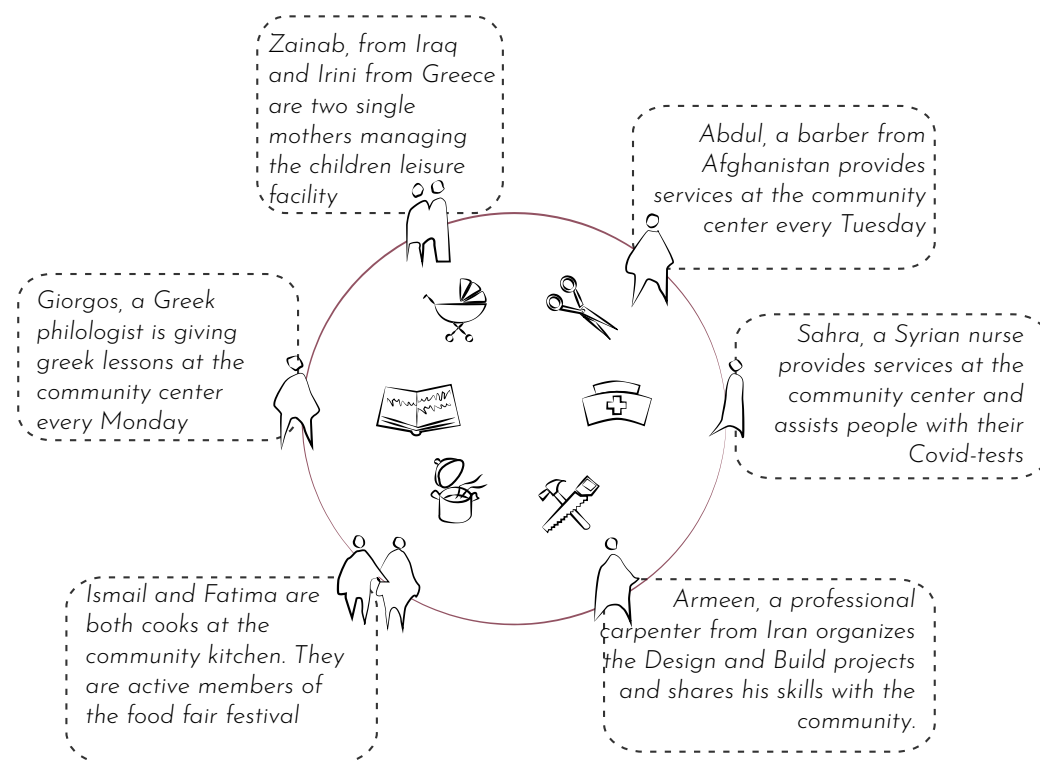 Zainab, from Iraq
and Irini from Greece
are two single
mothers managing
the children leisure
facility
Abdul, a barber from
Afghanistan provides
services at the community
center every Tuesday
Giorgos, a Greek
philologist is giving
greek lessons at the
community center
every Monday
Sahra, a Syrian nurse
provides services at the
community center and
assists people with their
Covid-tests
Ismail and Fatima are
both cooks at the
community kitchen. They
are active members of
the food fair festival
Armeen, a professional
carpenter from Iran organizes
the Design and Build projects
and shares his skills with the
community.